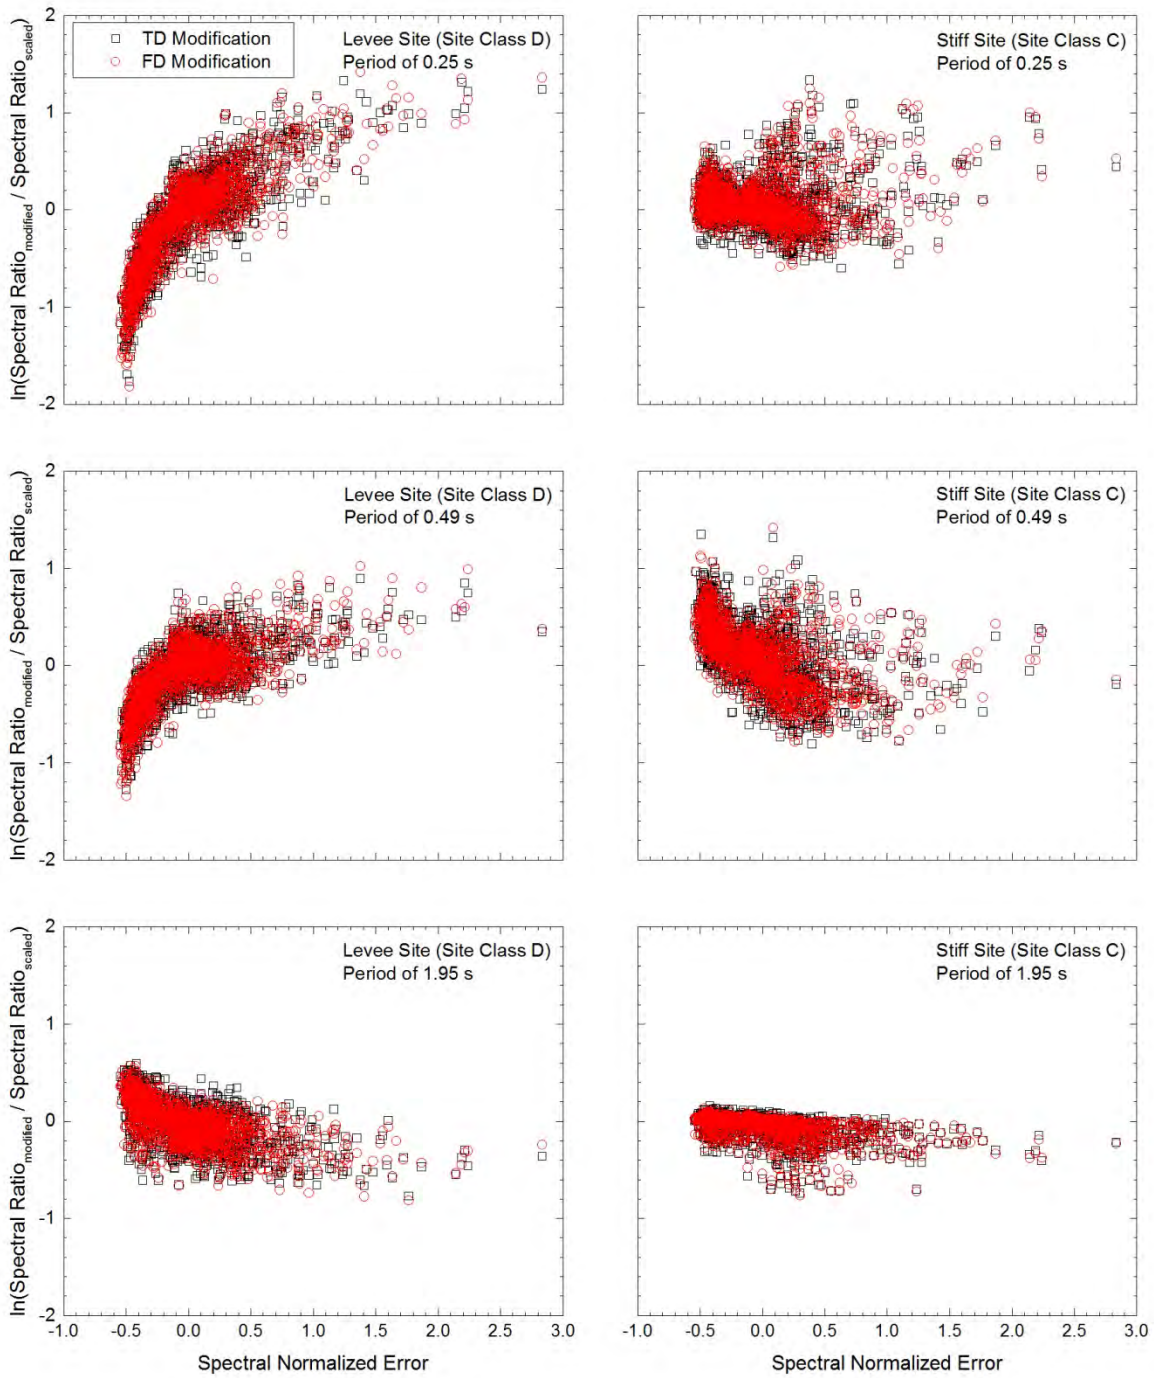 TD Modification
FD Modification
Levee Site (Site Class D)
Period of 0.25 s
2
1
0
-1
-2
ln(Spectral Ratio_modified / Spectral Ratio_scaled)
Stiff Site (Site Class C)
Period of 0.25 s
Levee Site (Site Class D)
Period of 0.49 s
2
1
0
-1
-2
ln(Spectral Ratio_modified / Spectral Ratio_scaled)
Stiff Site (Site Class C)
Period of 0.49 s
Levee Site (Site Class D)
Period of 1.95 s
2
1
0
-1
-2
ln(Spectral Ratio_modified / Spectral Ratio_scaled)
-1.0 -0.5 0.0 0.5 1.0 1.5 2.0 2.5 3.0
Spectral Normalized Error
Stiff Site (Site Class C)
Period of 1.95 s
-1.0 -0.5 0.0 0.5 1.0 1.5 2.0 2.5 3.0
Spectral Normalized Error